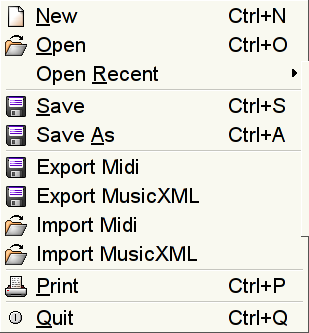 New Ctrl+N
Open Ctrl+O
Open Recent
Save Ctrl+S
Save As Ctrl+A
Export Midi
Export MusicXML
Import Midi
Import MusicXML
Print Ctrl+P
Quit Ctrl+Q